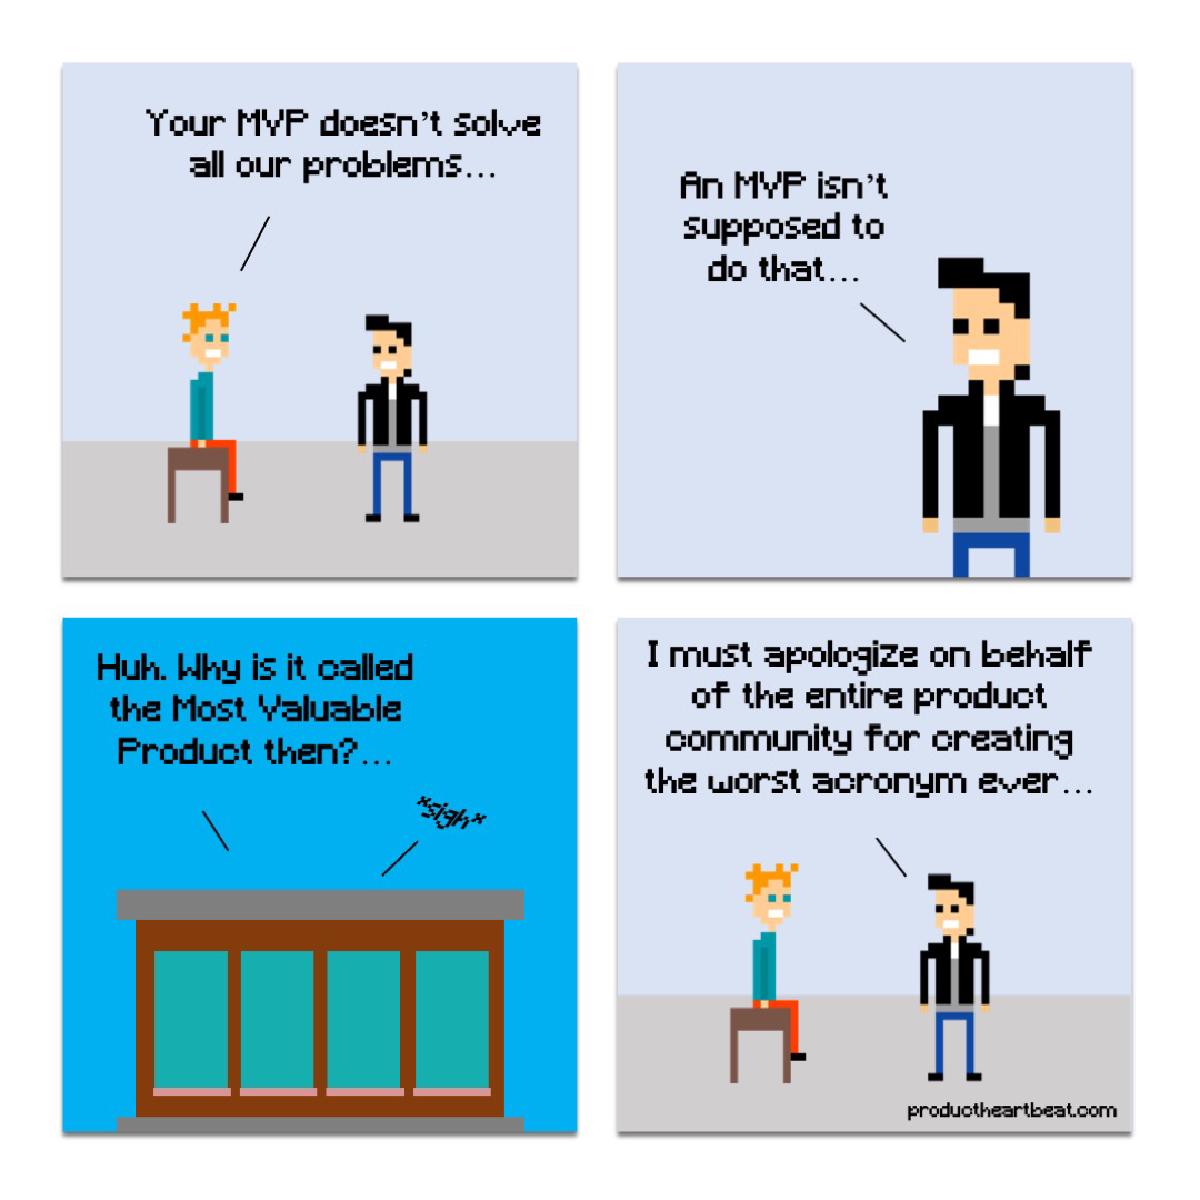 Your MVP doesn't solve
all our problems...
An MVP isn't
supposed to
do that...
Huh. Why is it called
the Most Valuable
Product then?...
*sigh*
I must apologize on behalf
of the entire product
community for creating
the worst acronym ever...
productheartbeat.com